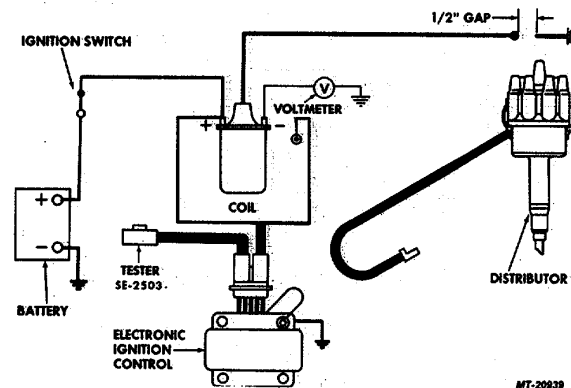 1/2" GAP
IGNITION SWITCH
V
VOLTMETER
+
-
COIL
+
-
TESTER
SE-2503-
BATTERY
DISTRIBUTOR
ELECTRONIC
IGNITION
CONTROL
MT-20939